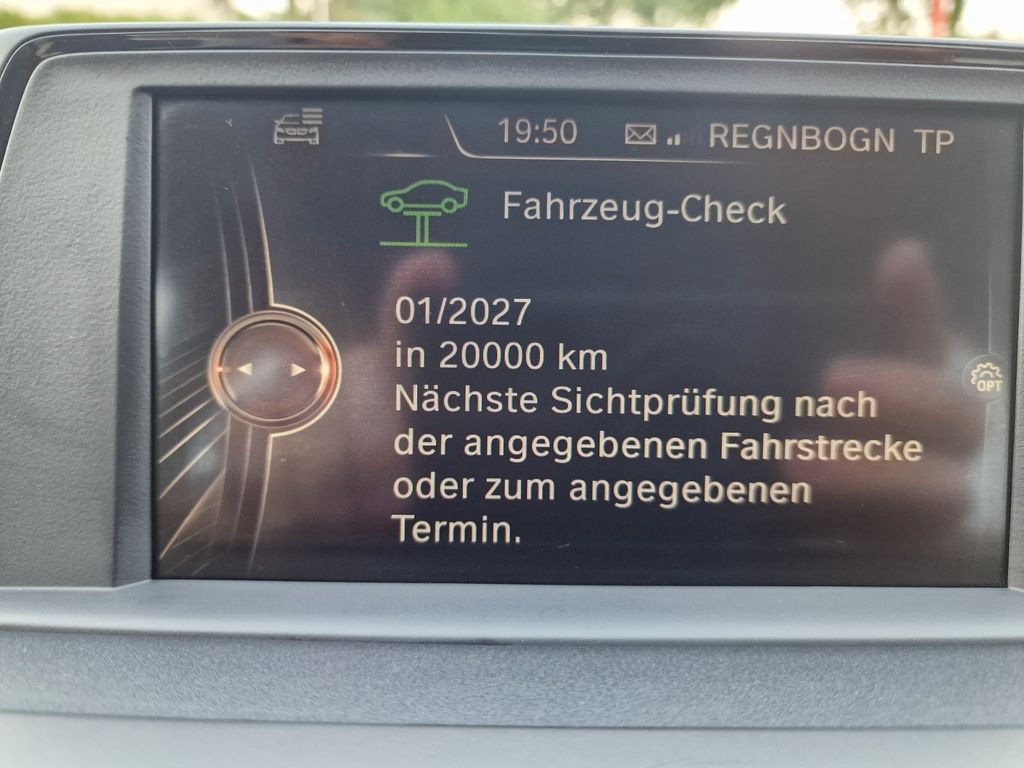 19:50 REGNBOGN TP
Fahrzeug-Check
01/2027
in 20000 km
Nächste Sichtprüfung nach
der angegebenen Fahrstrecke
oder zum angegebenen
Termin.
OPT